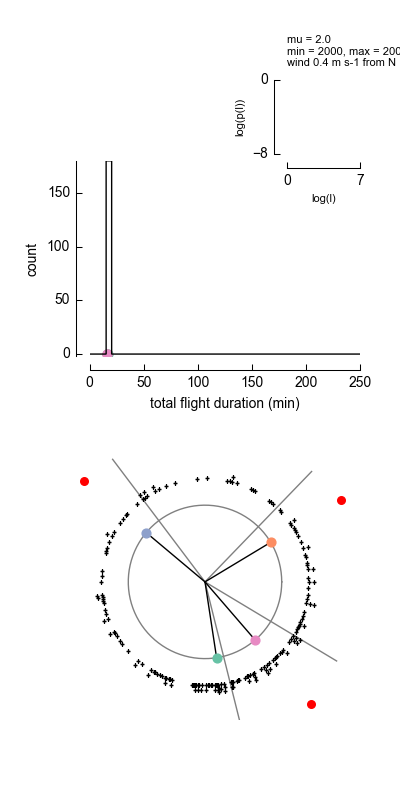 mu = 2.0
min = 2000, max = 200
wind 0.4 m s-1 from N
0
log(p(l))
−8
0 7
log(l)
150
100
50
0
count
0 50 100 150 200 250
total flight duration (min)